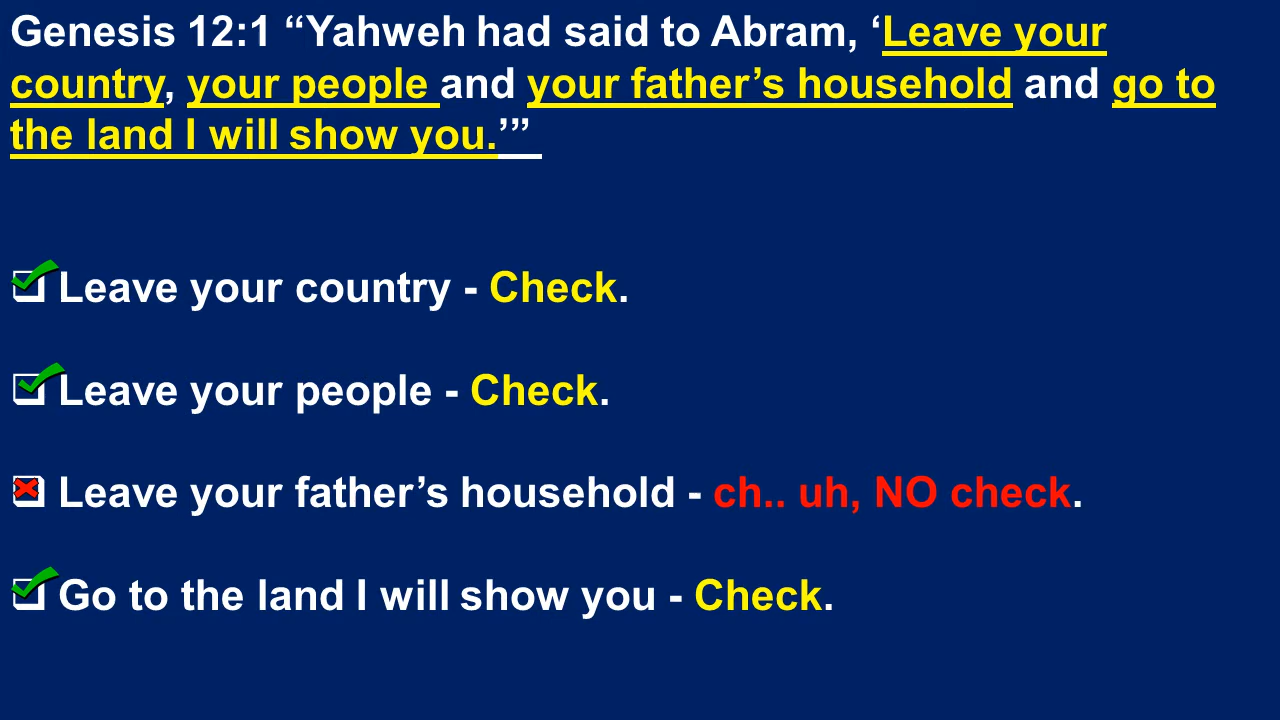 Genesis 12:1 “Yahweh had said to Abram, ‘Leave your
country, your people and your father’s household and go to
the land I will show you.’”
Leave your country - Check.
Leave your people - Check.
Leave your father’s household - ch.. uh, NO check.
Go to the land I will show you - Check.